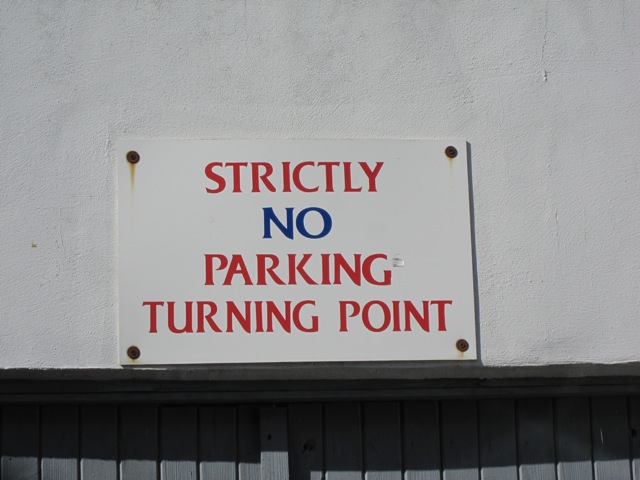 STRICTLY
NO
PARKING
TURNING POINT